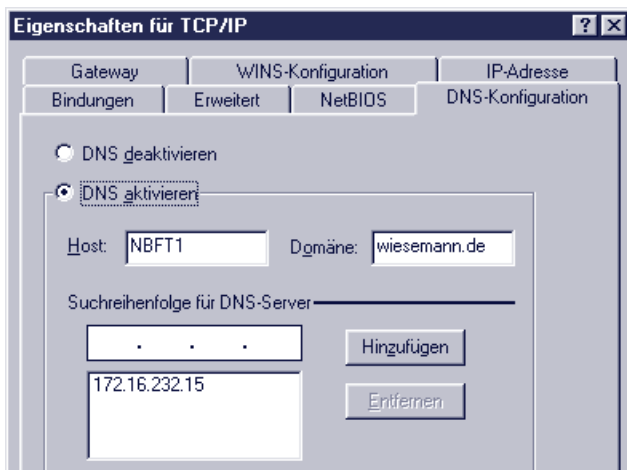 Eigenschaften für TCP/IP
Gateway WINS-Konfiguration IP-Adresse
Bindungen Erweitert NetBIOS DNS-Konfiguration
DNS deaktivieren
DNS aktivieren
Host: NBFT1 Domäne: wiesemann.de
Suchreihenfolge für DNS-Server
. . . Hinzufügen
172.16.232.15
Entfernen